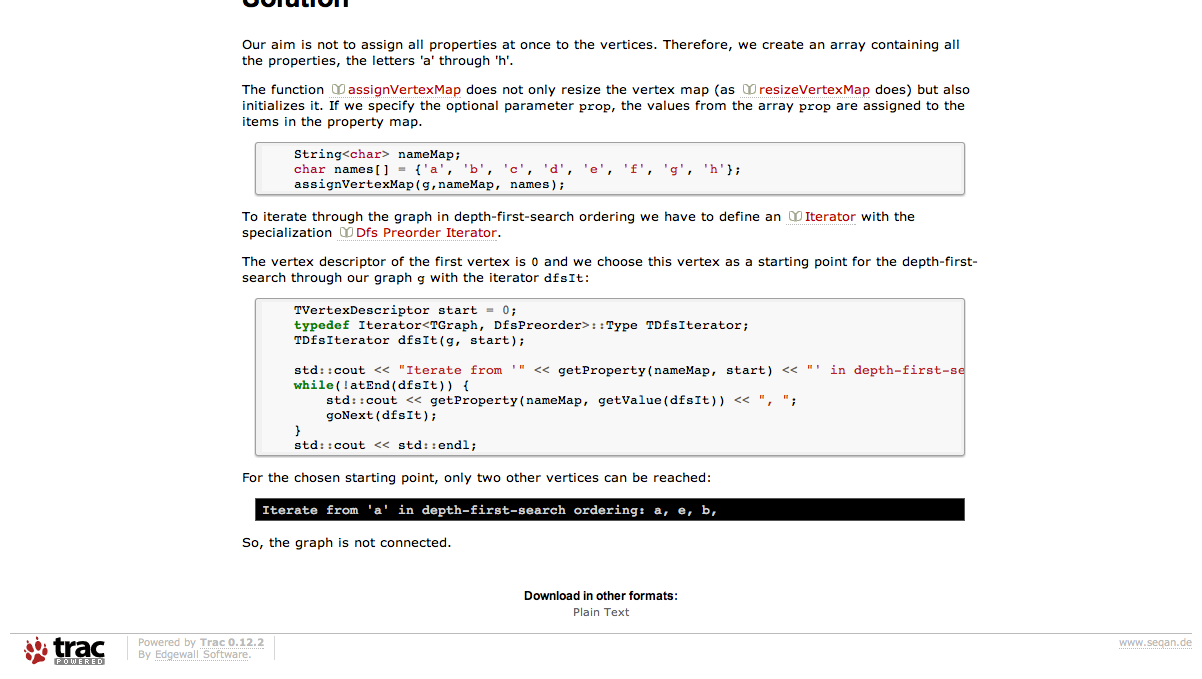 Solution
Our aim is not to assign all properties at once to the vertices. Therefore, we create an array containing all
the properties, the letters 'a' through 'h'.
The function assignVertexMap does not only resize the vertex map (as resizeVertexMap does) but also
initializes it. If we specify the optional parameter prop, the values from the array prop are assigned to the
items in the property map.
String<char> nameMap;
char names[] = {'a', 'b', 'c', 'd', 'e', 'f', 'g', 'h'};
assignVertexMap(g,nameMap, names);
To iterate through the graph in depth-first-search ordering we have to define an Iterator with the
specialization Dfs Preorder Iterator.
The vertex descriptor of the first vertex is 0 and we choose this vertex as a starting point for the depth-first-
search through our graph g with the iterator dfsIt:
TVertexDescriptor start = 0;
typedef Iterator<TGraph, DfsPreorder>::Type TDfsIterator;
TDfsIterator dfsIt(g, start);
std::cout << "Iterate from '" << getProperty(nameMap, start) << "' in depth-first-se
while(!atEnd(dfsIt)) {
std::cout << getProperty(nameMap, getValue(dfsIt)) << ", ";
goNext(dfsIt);
}
std::cout << std::endl;
For the chosen starting point, only two other vertices can be reached:
Iterate from 'a' in depth-first-search ordering: a, e, b,
So, the graph is not connected.
Download in other formats:
Plain Text
trac
POWERED
Powered by Trac 0.12.2
By Edgewall Software.
www.seqan.de